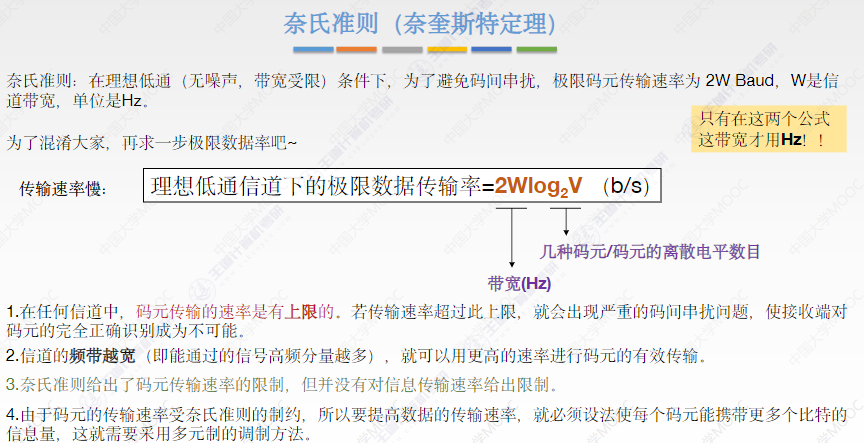 奈氏准则（奈奎斯特定理）
奈氏准则：在理想低通（无噪声，带宽受限）条件下，为了避免码间串扰，极限码元传输速率为 2W Baud，W是信
道带宽，单位是Hz。
只有在这两个公式
这带宽才用Hz！！
为了混淆大家，再求一步极限数据率吧~
传输速率慢：
理想低通信道下的极限数据传输率=2Wlog₂V （b/s）
几种码元/码元的离散电平数目
带宽(Hz)
1.在任何信道中，码元传输的速率是有上限的。若传输速率超过此上限，就会出现严重的码间串扰问题，使接收端对
码元的完全正确识别成为不可能。
2.信道的频带越宽（即能通过的信号高频分量越多），就可以用更高的速率进行码元的有效传输。
3.奈氏准则给出了码元传输速率的限制，但并没有对信息传输速率给出限制。
4.由于码元的传输速率受奈氏准则的制约，所以要提高数据的传输速率，就必须设法使每个码元能携带更多个比特的
信息量，这就需要采用多元制的调制方法。